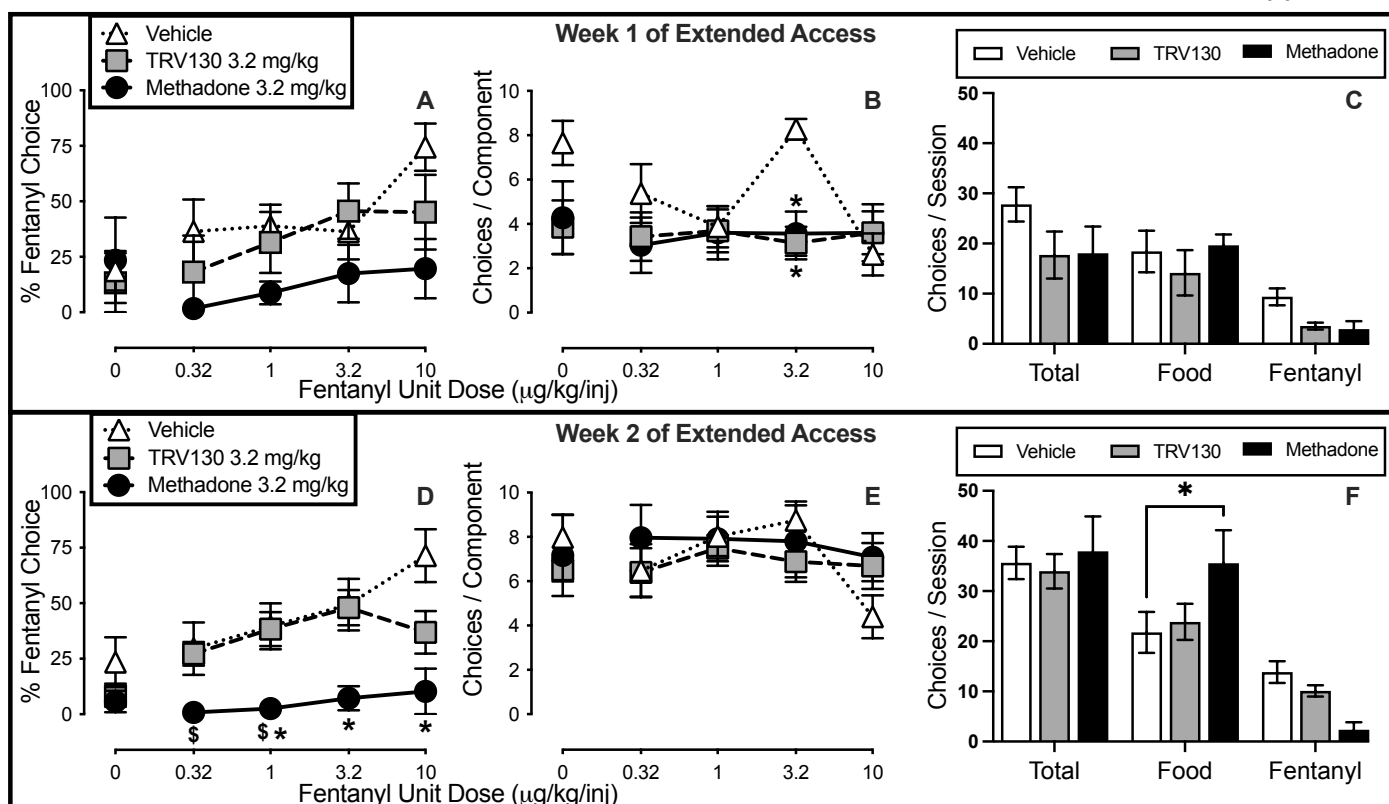 Week 1 of Extended Access
Vehicle
TRV130 3.2 mg/kg
Methadone 3.2 mg/kg
A
% Fentanyl Choice
100
75
50
25
0
0 0.32 1 3.2 10
B
Choices / Component
10
8
6
4
2
0
*
*
0 0.32 1 3.2 10
Fentanyl Unit Dose (μg/kg/inj)
Vehicle TRV130 Methadone
C
Choices / Session
50
40
30
20
10
0
Total Food Fentanyl
Week 2 of Extended Access
Vehicle
TRV130 3.2 mg/kg
Methadone 3.2 mg/kg
D
% Fentanyl Choice
100
75
50
25
0
$ $ * * *
0 0.32 1 3.2 10
E
Choices / Component
10
8
6
4
2
0
0 0.32 1 3.2 10
Fentanyl Unit Dose (μg/kg/inj)
Vehicle TRV130 Methadone
F
Choices / Session
50
40
30
20
10
0
*
Total Food Fentanyl